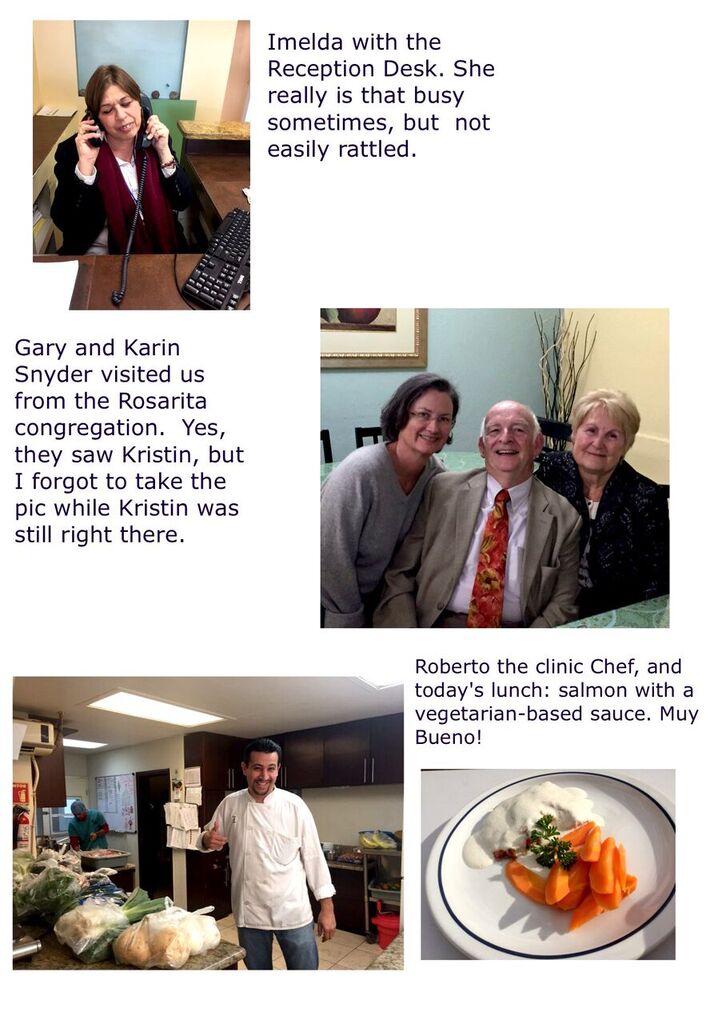 Imelda with the
Reception Desk. She
really is that busy
sometimes, but  not
easily rattled.
Gary and Karin
Snyder visited us
from the Rosarita
congregation.  Yes,
they saw Kristin, but
I forgot to take the
pic while Kristin was
still right there.
Roberto the clinic Chef, and
today's lunch: salmon with a
vegetarian-based sauce. Muy
Bueno!